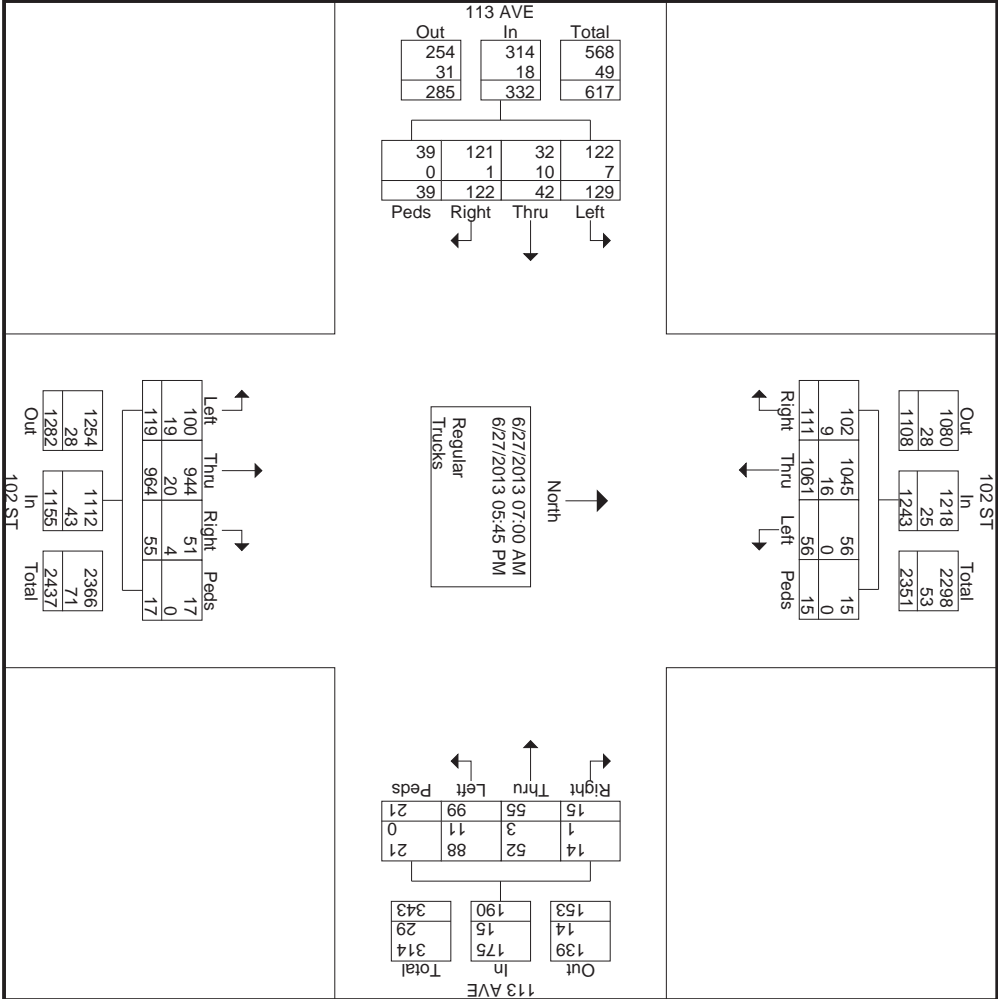 113 AVE
Out In Total
254 314 568
31 18 49
285 332 617
39 121 32 122
0 1 10 7
39 122 42 129
Peds Right Thru Left
102 ST
Out In Total
1080 1218 2298
28 25 53
1108 1243 2351
102 1045 56 15
9 16 0 0
111 1061 56 15
Right Thru Left Peds
North
6/27/2013 07:00 AM
6/27/2013 05:45 PM
Regular
Trucks
Left Thru Right Peds
100 944 51 17
19 20 4 0
119 964 55 17
1254 1112 2366
28 43 71
1282 1155 2437
Out In Total
102 ST
113 AVE
Out In Total
139 175 314
14 15 29
153 190 343
14 52 88 21
1 3 11 0
15 55 99 21
Right Thru Left Peds